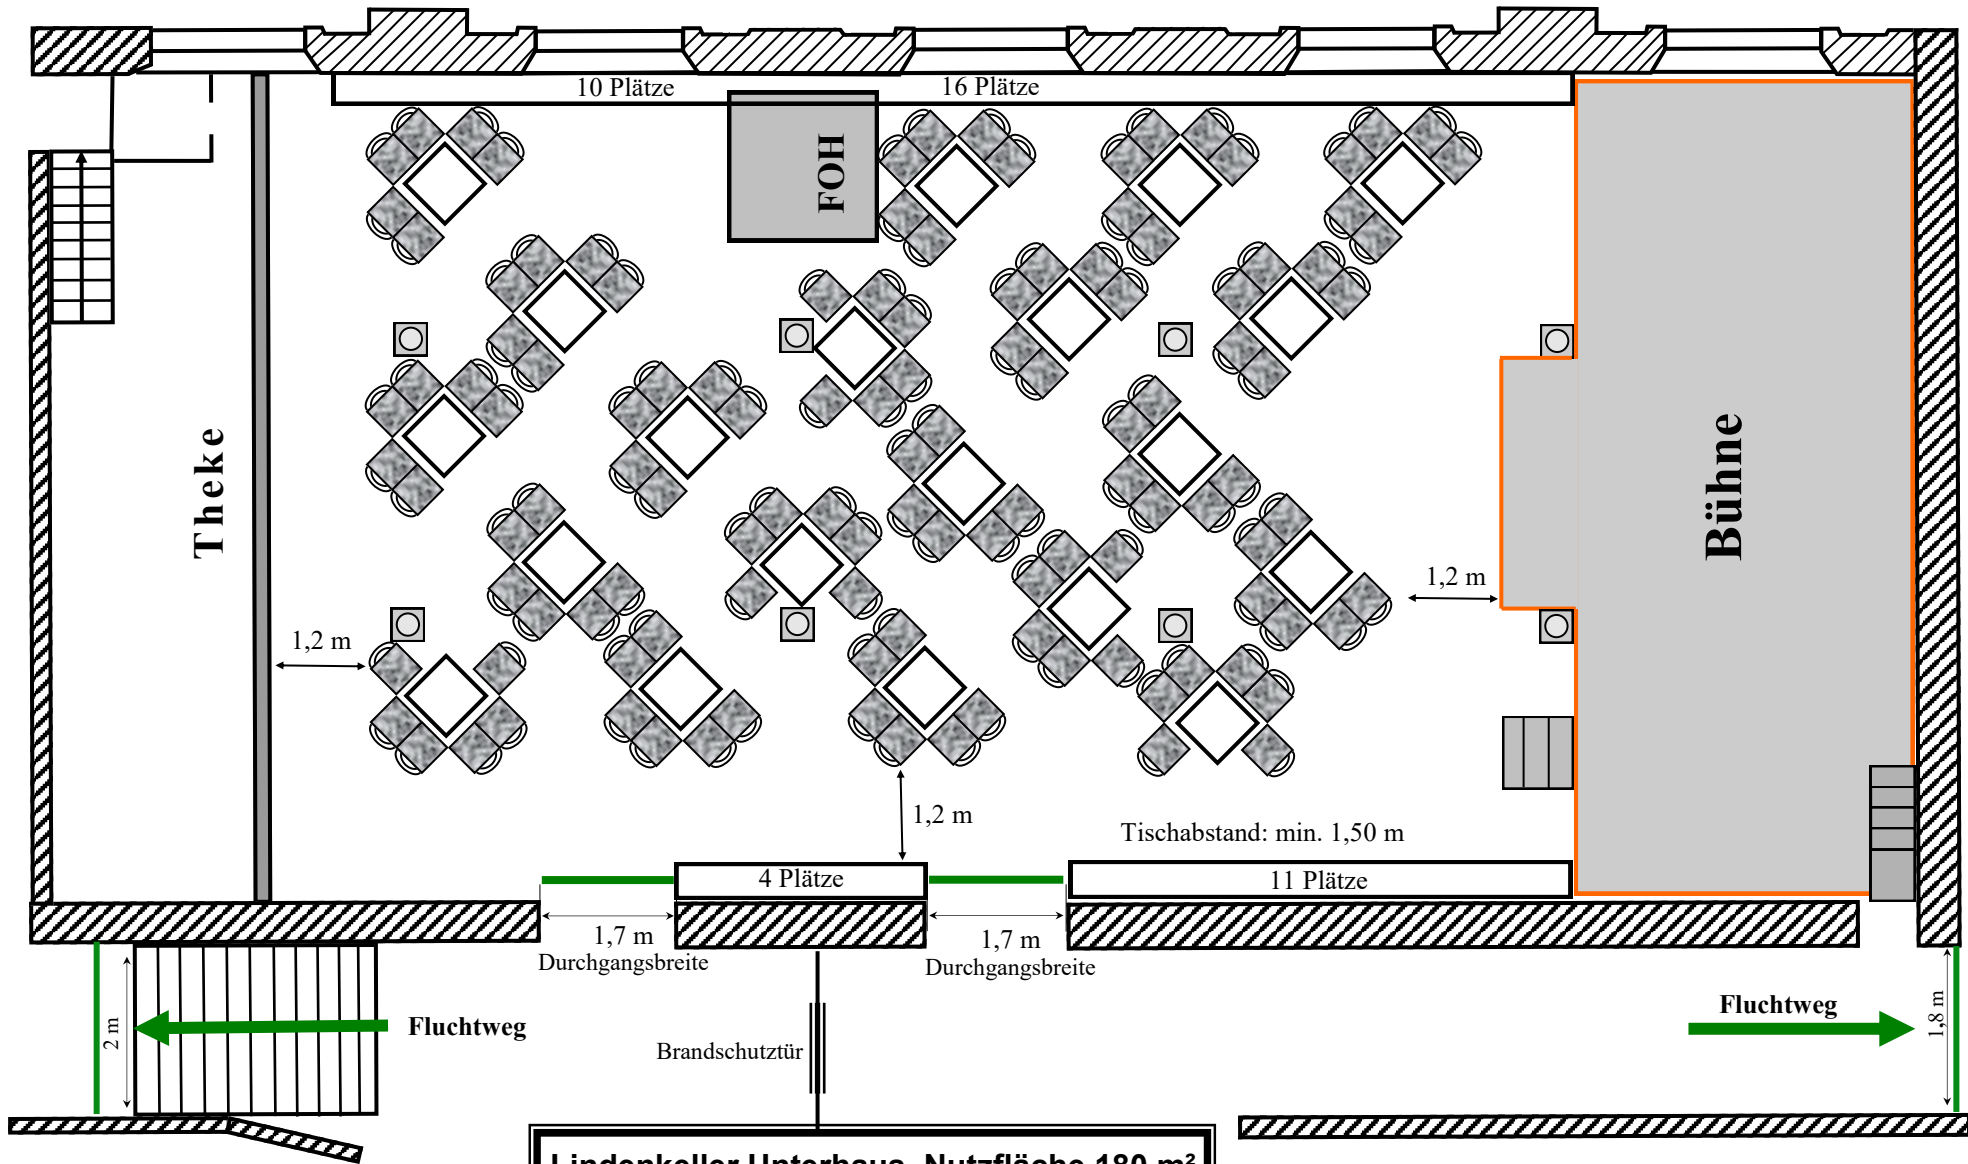 10 Plätze
16 Plätze
FOH
Theke
Bühne
1,2 m
1,2 m
1,2 m
Tischabstand: min. 1,50 m
4 Plätze
11 Plätze
1,7 m
Durchgangsbreite
1,7 m
Durchgangsbreite
2 m
Fluchtweg
Brandschutztür
Fluchtweg
1,8 m
Lindenkeller Unterhaus, Nutzfläche 180 m²